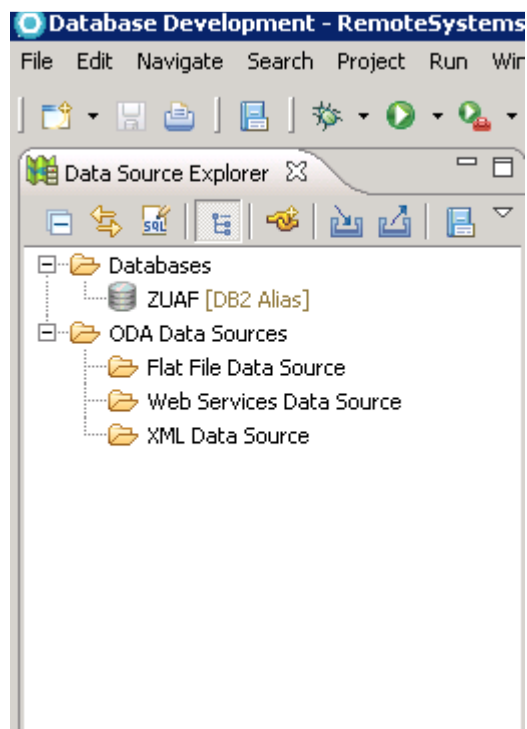 Database Development - RemoteSystems
File Edit Navigate Search Project Run
Data Source Explorer
SQL
Databases
ZUAF [DB2 Alias]
ODA Data Sources
Flat File Data Source
Web Services Data Source
XML Data Source